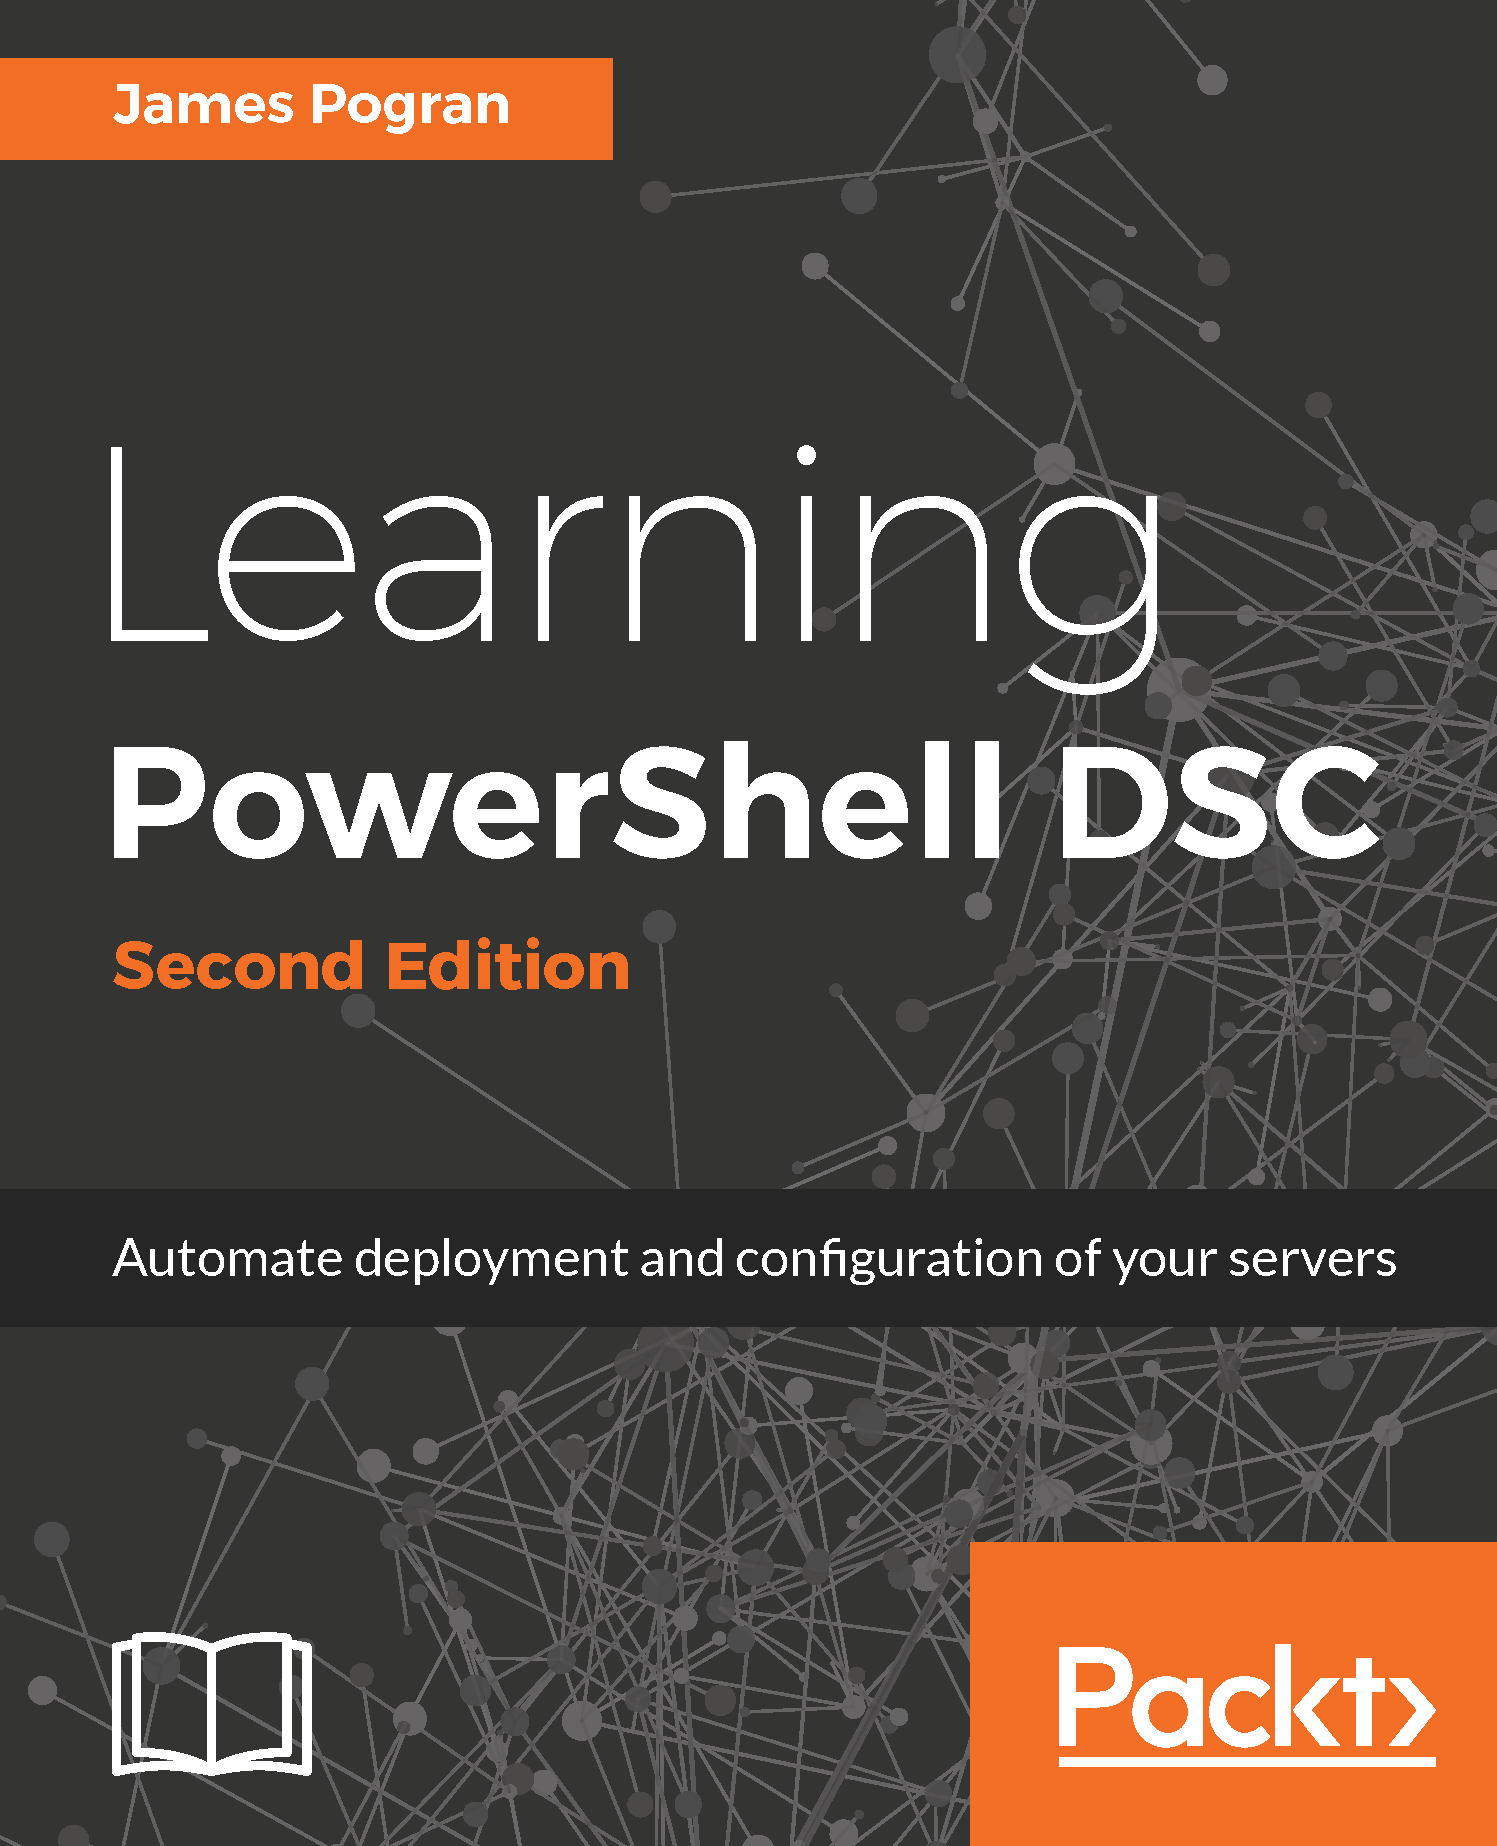 James Pogran
Learning
PowerShell DSC
Second Edition
Automate deployment and configuration of your servers
Packt